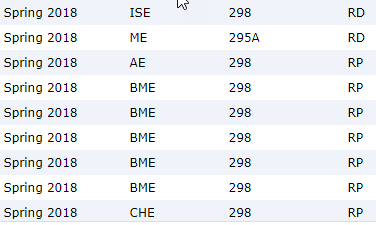 Spring 2018 ISE 298 RD
Spring 2018 ME 295A RD
Spring 2018 AE 298 RP
Spring 2018 BME 298 RP
Spring 2018 BME 298 RP
Spring 2018 BME 298 RP
Spring 2018 BME 298 RP
Spring 2018 BME 298 RP
Spring 2018 CHE 298 RP